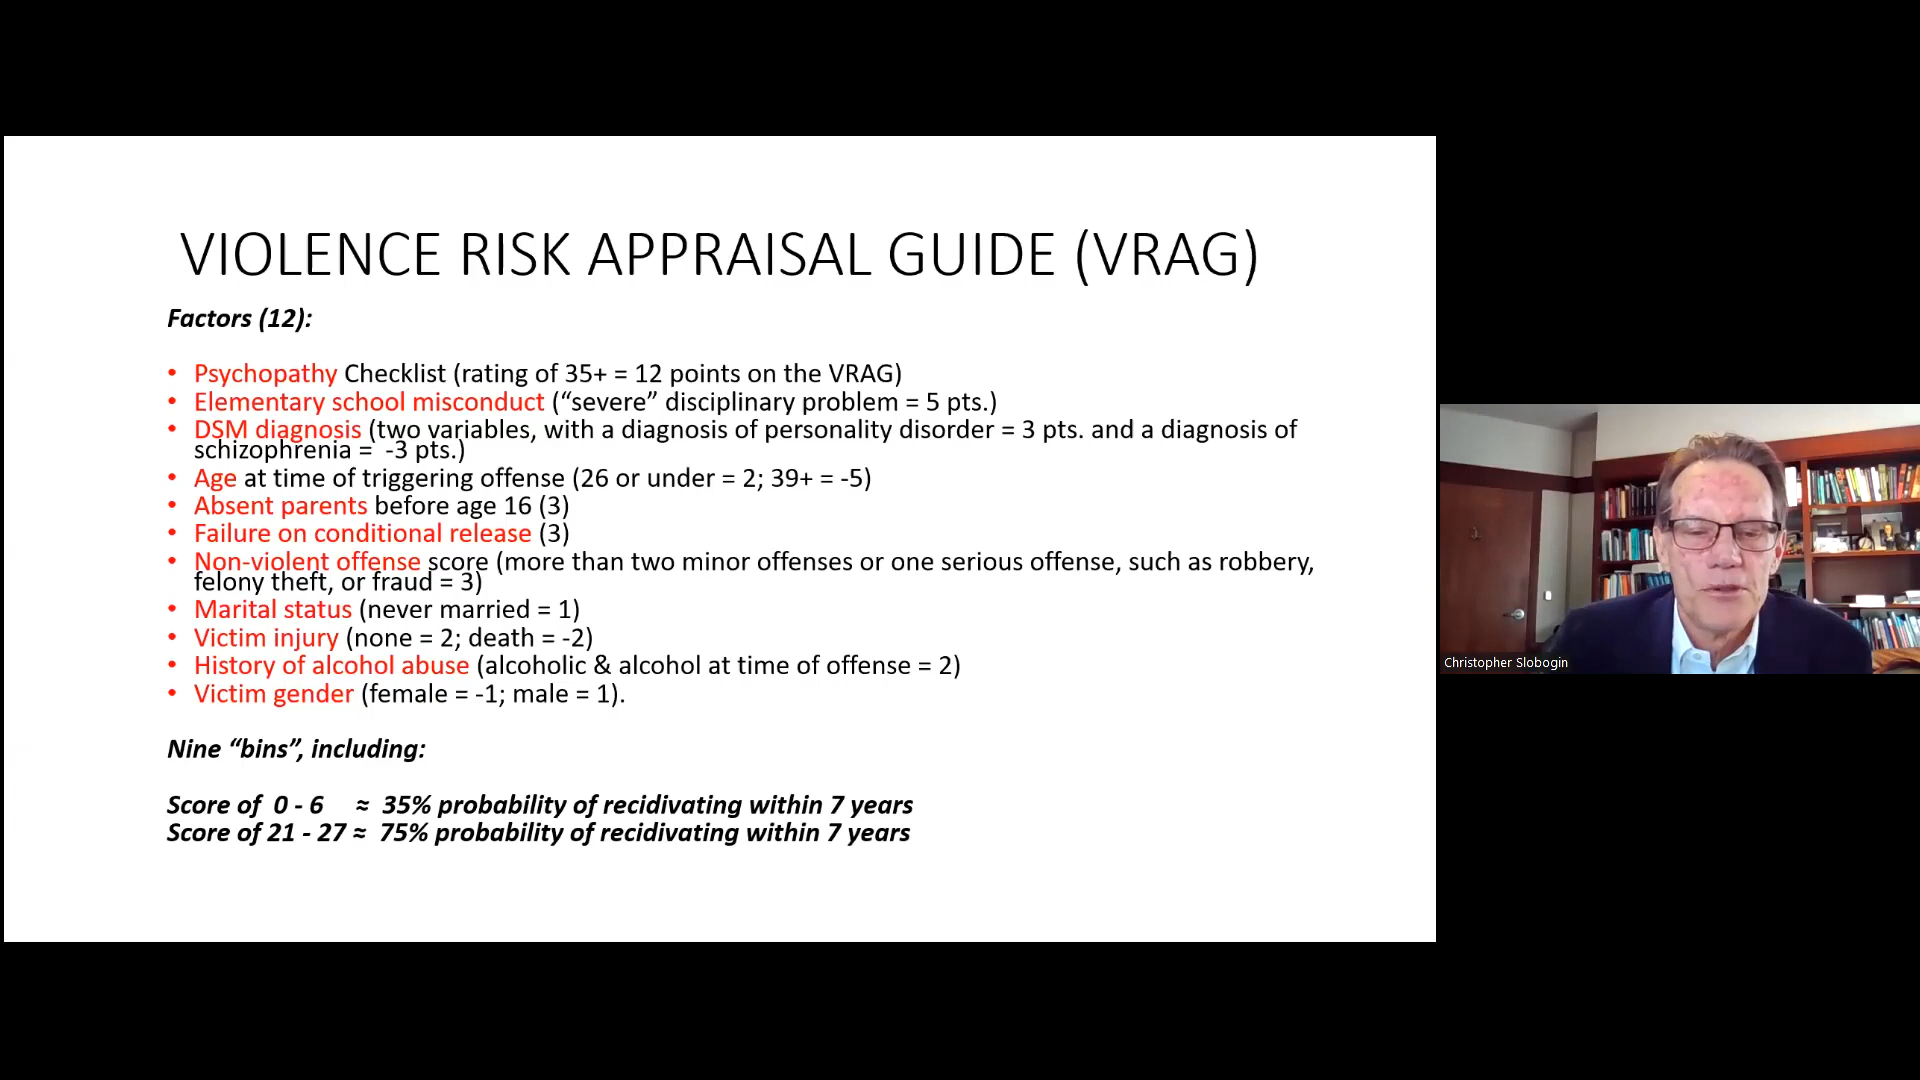 VIOLENCE RISK APPRAISAL GUIDE (VRAG)
Factors (12):
• Psychopathy Checklist (rating of 35+ = 12 points on the VRAG)
• Elementary school misconduct (“severe” disciplinary problem = 5 pts.)
• DSM diagnosis (two variables, with a diagnosis of personality disorder = 3 pts. and a diagnosis of
schizophrenia = -3 pts.)
• Age at time of triggering offense (26 or under = 2; 39+ = -5)
• Absent parents before age 16 (3)
• Failure on conditional release (3)
• Non-violent offense score (more than two minor offenses or one serious offense, such as robbery,
felony theft, or fraud = 3)
• Marital status (never married = 1)
• Victim injury (none = 2; death = -2)
• History of alcohol abuse (alcoholic & alcohol at time of offense = 2)
• Victim gender (female = -1; male = 1).
Nine “bins”, including:
Score of 0 - 6 ≈ 35% probability of recidivating within 7 years
Score of 21 - 27 ≈ 75% probability of recidivating within 7 years
Christopher Slobogin